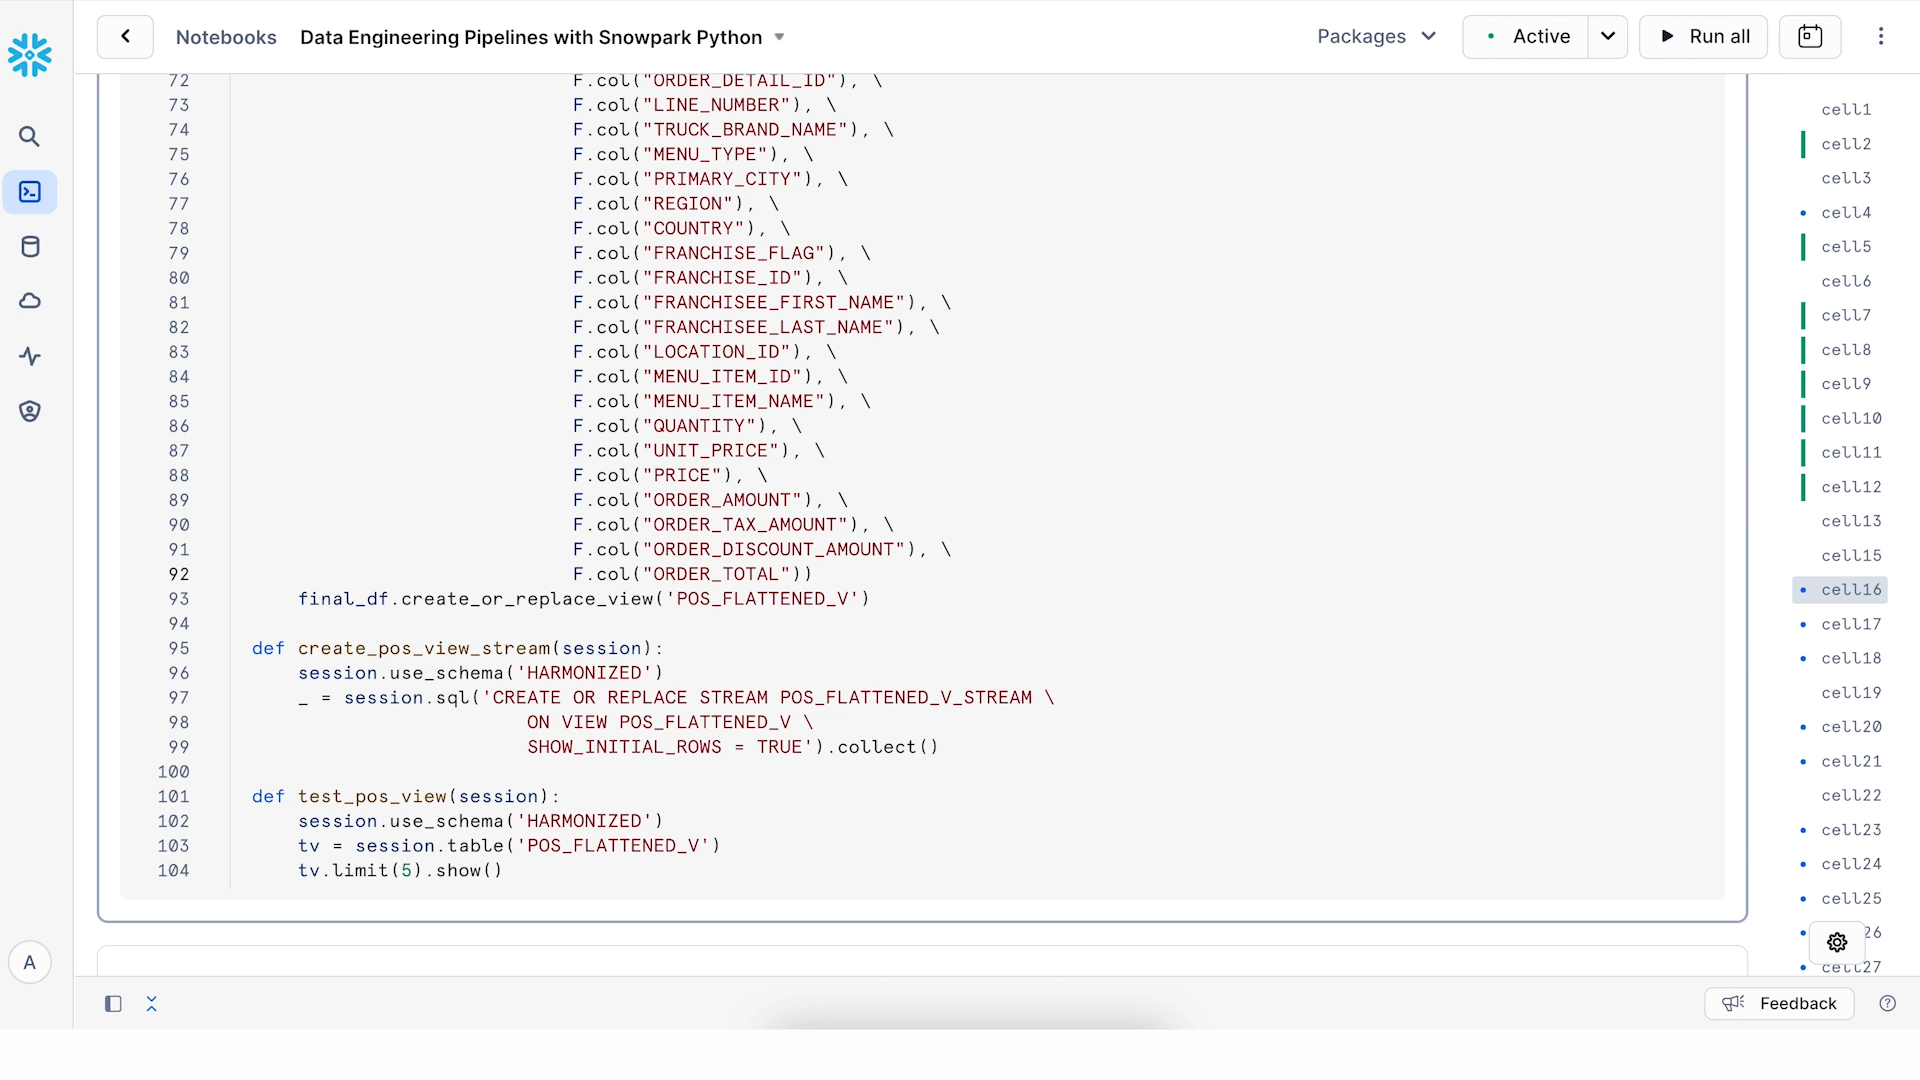 Notebooks
Data Engineering Pipelines with Snowpark Python
Packages
Active
Run all
72 F.col("ORDER_DETAIL_ID"), \
73 F.col("LINE_NUMBER"), \
74 F.col("TRUCK_BRAND_NAME"), \
75 F.col("MENU_TYPE"), \
76 F.col("PRIMARY_CITY"), \
77 F.col("REGION"), \
78 F.col("COUNTRY"), \
79 F.col("FRANCHISE_FLAG"), \
80 F.col("FRANCHISE_ID"), \
81 F.col("FRANCHISEE_FIRST_NAME"), \
82 F.col("FRANCHISEE_LAST_NAME"), \
83 F.col("LOCATION_ID"), \
84 F.col("MENU_ITEM_ID"), \
85 F.col("MENU_ITEM_NAME"), \
86 F.col("QUANTITY"), \
87 F.col("UNIT_PRICE"), \
88 F.col("PRICE"), \
89 F.col("ORDER_AMOUNT"), \
90 F.col("ORDER_TAX_AMOUNT"), \
91 F.col("ORDER_DISCOUNT_AMOUNT"), \
92 F.col("ORDER_TOTAL"))
93 final_df.create_or_replace_view('POS_FLATTENED_V')
94
95 def create_pos_view_stream(session):
96 session.use_schema('HARMONIZED')
97 _ = session.sql('CREATE OR REPLACE STREAM POS_FLATTENED_V_STREAM \
98 ON VIEW POS_FLATTENED_V \
99 SHOW_INITIAL_ROWS = TRUE').collect()
100
101 def test_pos_view(session):
102 session.use_schema('HARMONIZED')
103 tv = session.table('POS_FLATTENED_V')
104 tv.limit(5).show()
cell1
cell2
cell3
cell4
cell5
cell6
cell7
cell8
cell9
cell10
cell11
cell12
cell13
cell15
cell16
cell17
cell18
cell19
cell20
cell21
cell22
cell23
cell24
cell25
26
cell27
A
Feedback